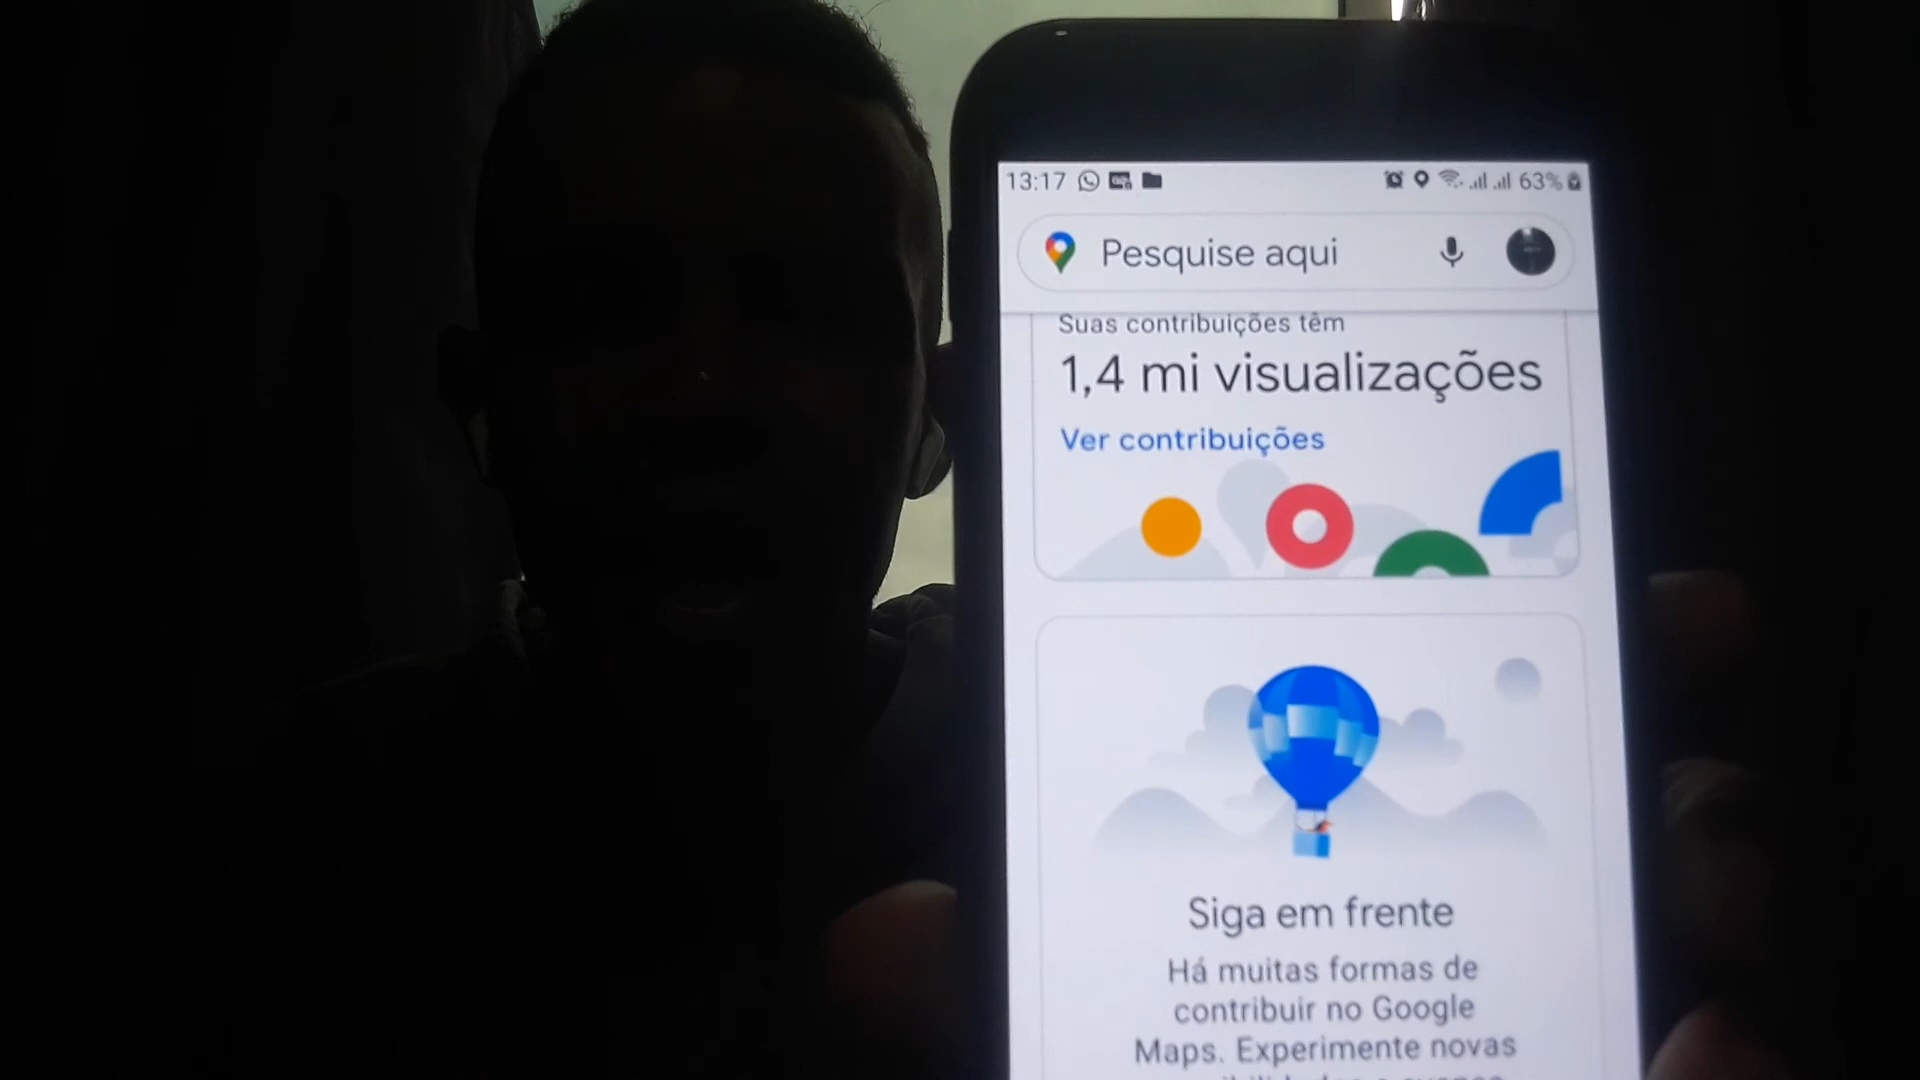 13:17 63%
Pesquise aqui
Suas contribuições têm
1,4 mi visualizações
Ver contribuições
Siga em frente
Há muitas formas de
contribuir no Google
Maps. Experimente novas